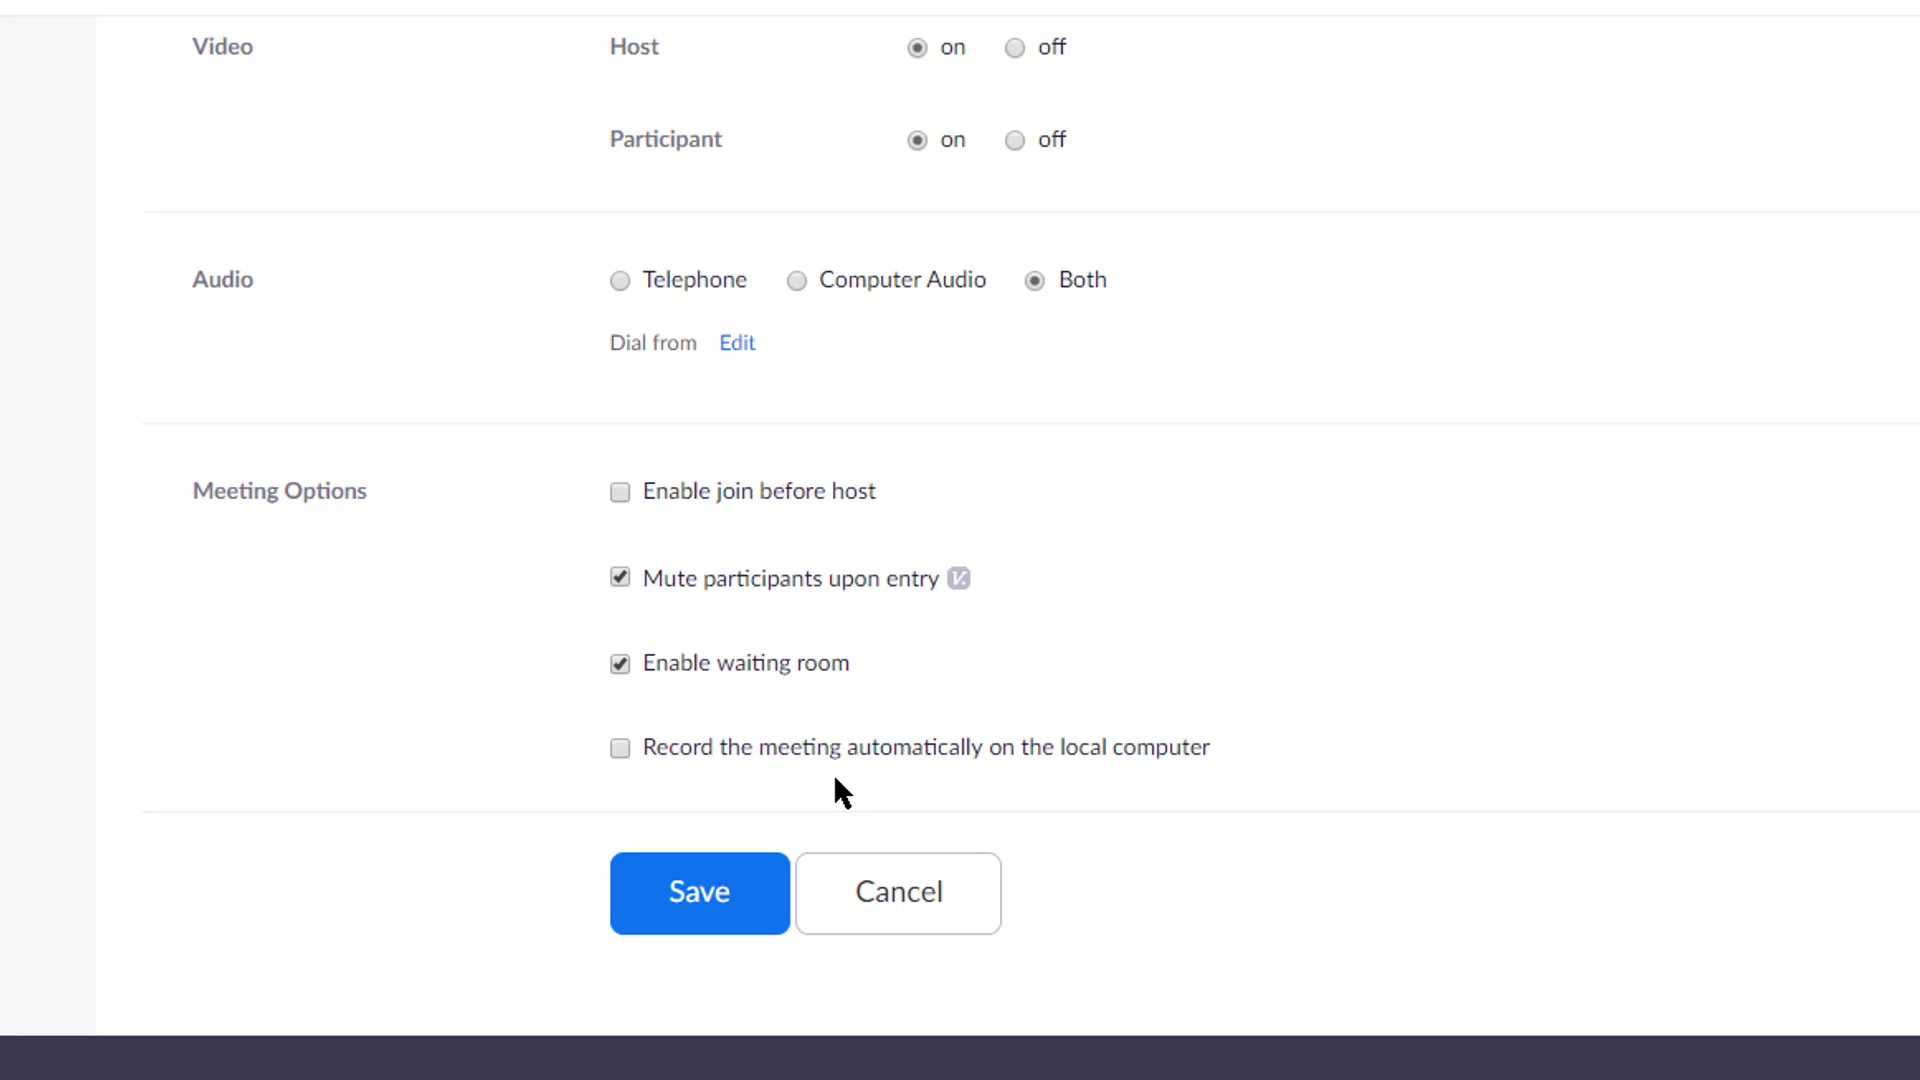 Video Host on off
Participant on off
Audio Telephone Computer Audio Both
Dial from Edit
Meeting Options Enable join before host
Mute participants upon entry
Enable waiting room
Record the meeting automatically on the local computer
Save Cancel